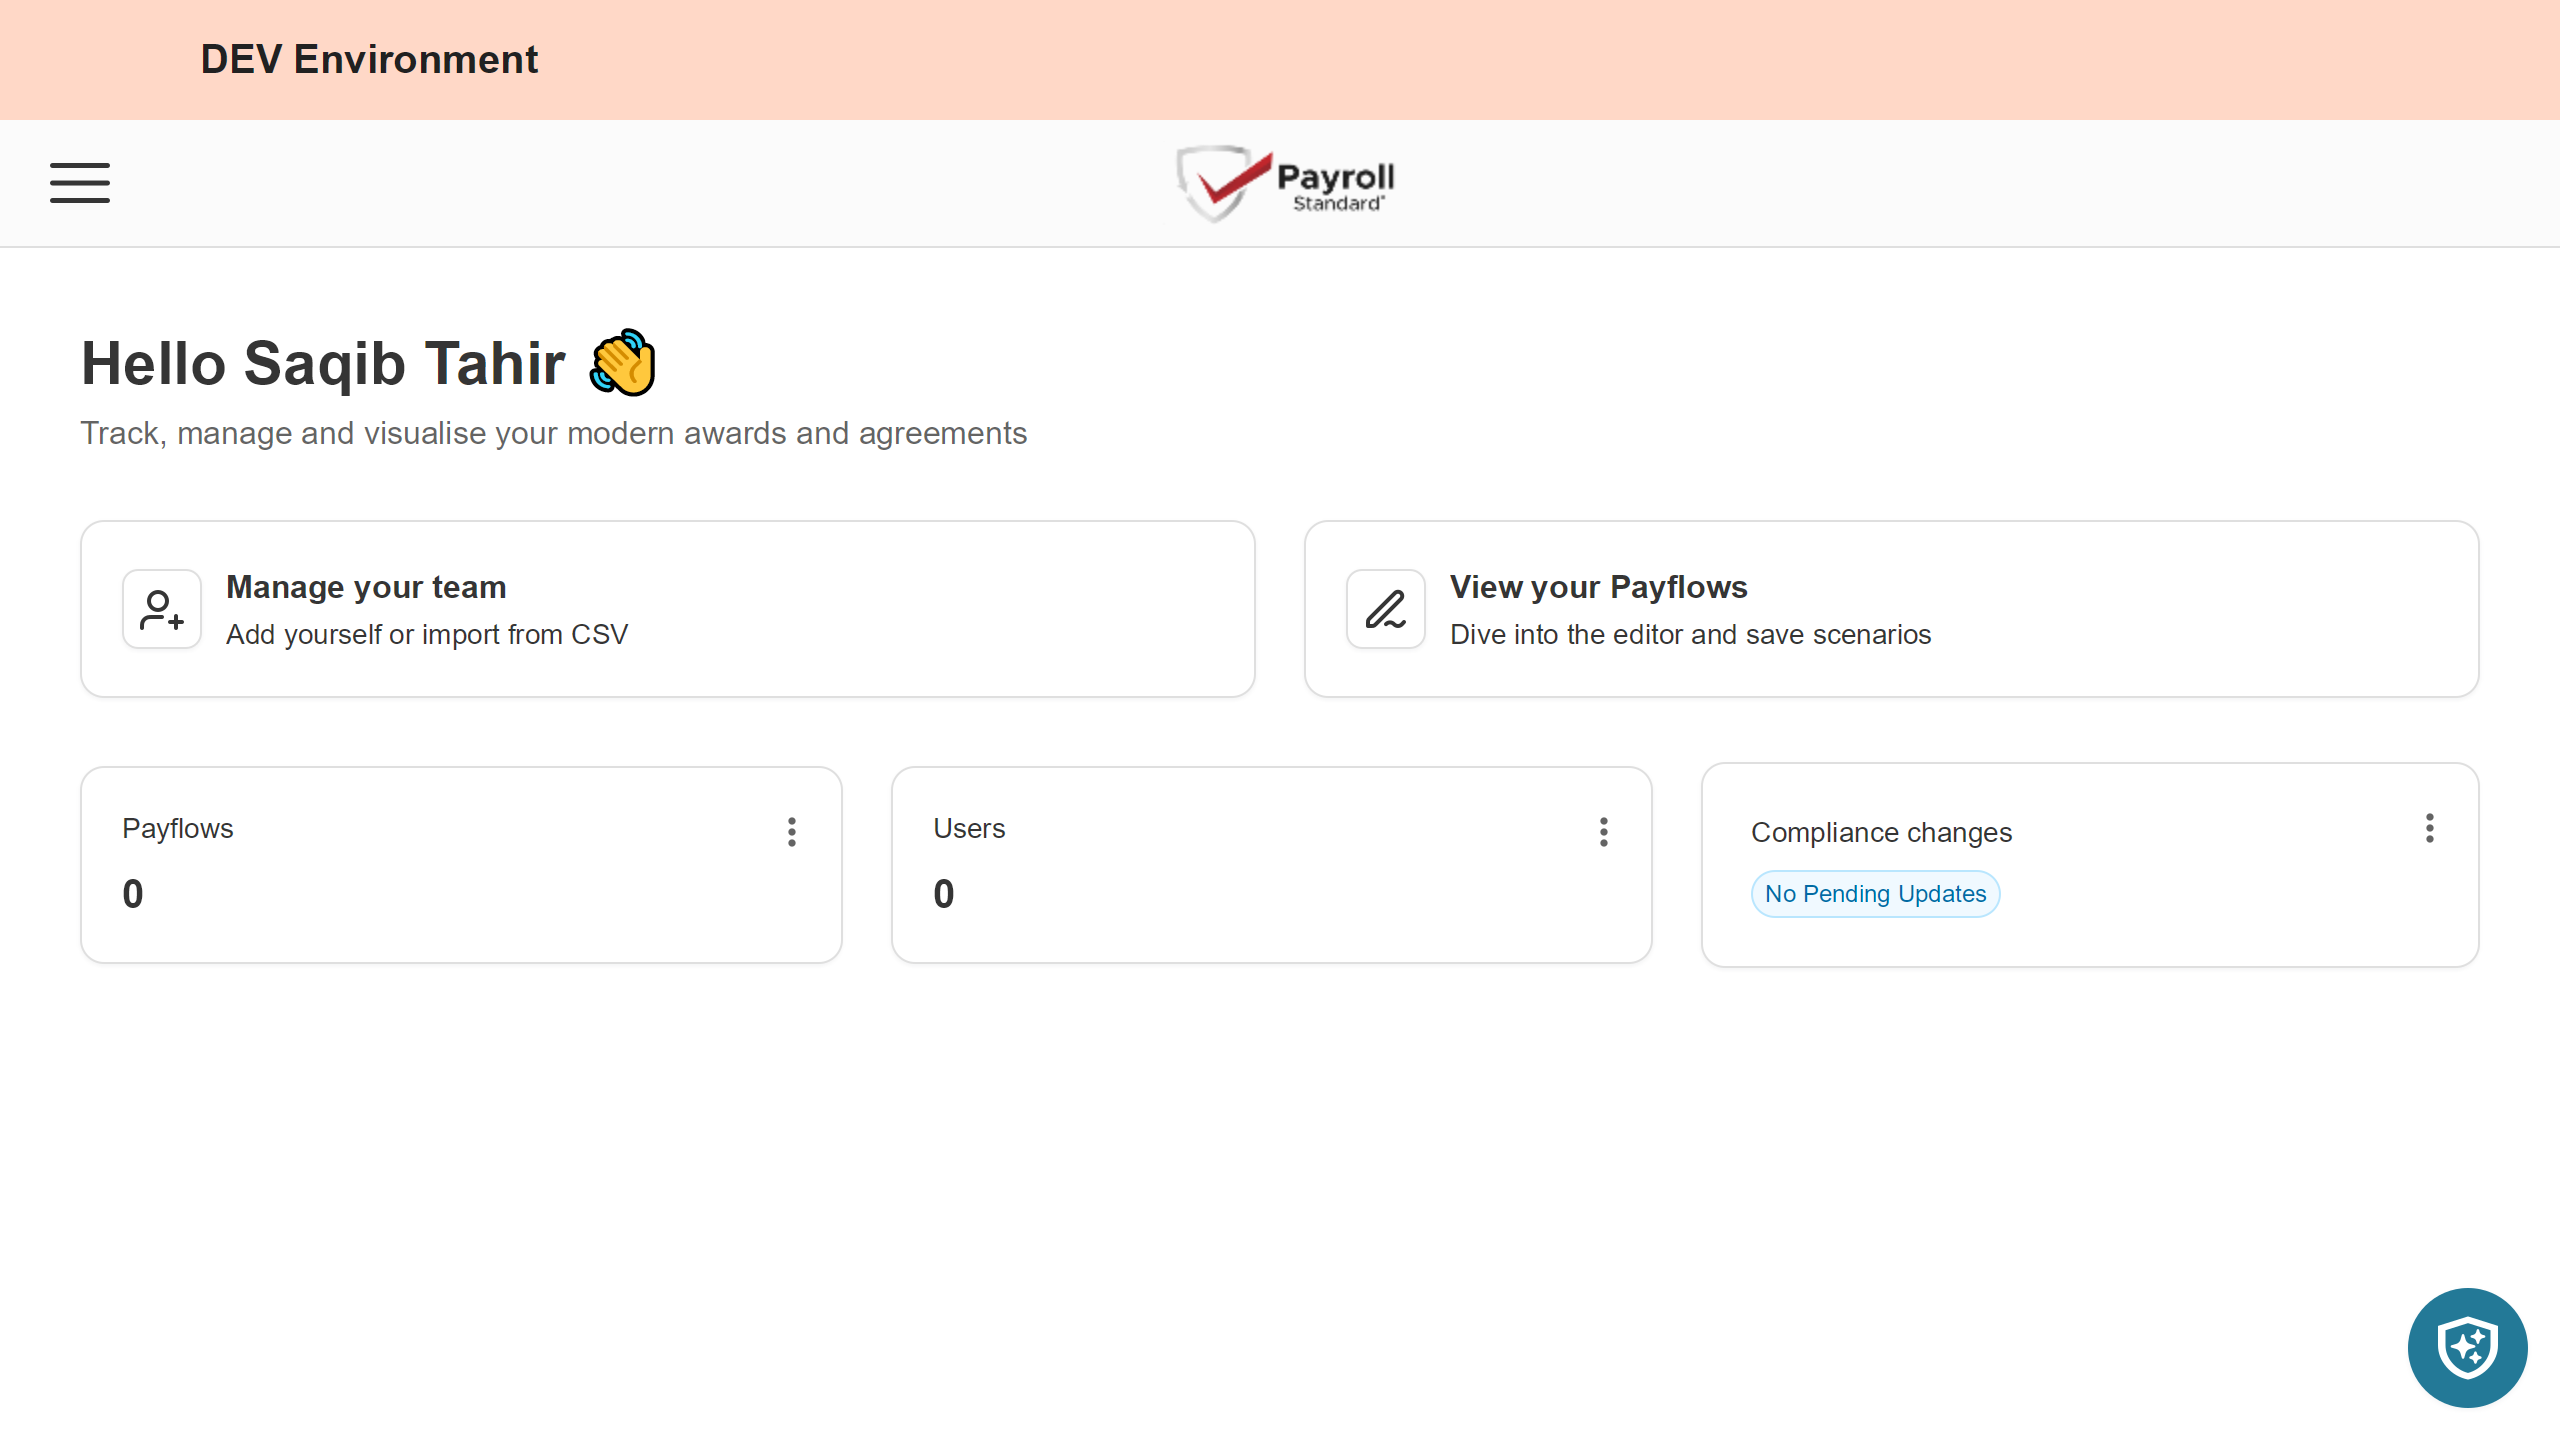 DEV Environment
Payroll
Standard
Hello Saqib Tahir 👋
Track, manage and visualise your modern awards and agreements
Manage your team
Add yourself or import from CSV
View your Payflows
Dive into the editor and save scenarios
Payflows
0
Users
0
Compliance changes
No Pending Updates